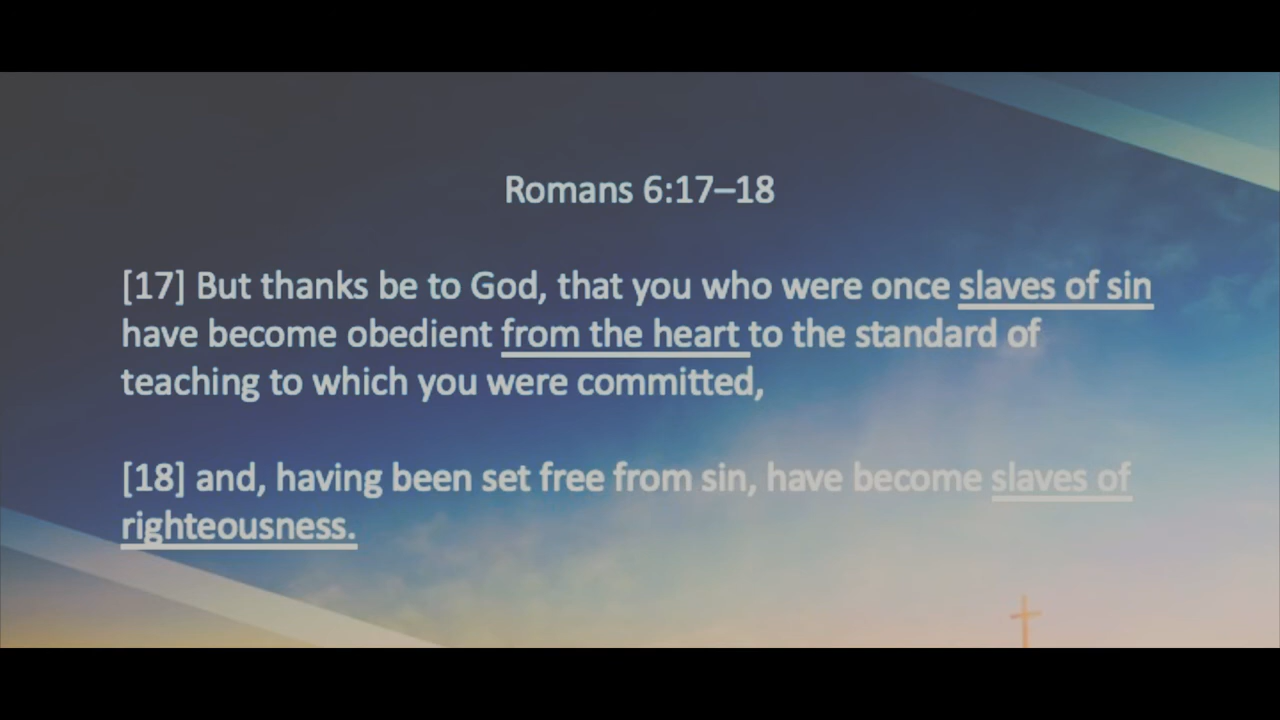 Romans 6:17–18
[17] But thanks be to God, that you who were once slaves of sin
have become obedient from the heart to the standard of
teaching to which you were committed,
[18] and, having been set free from sin, have become slaves of
righteousness.